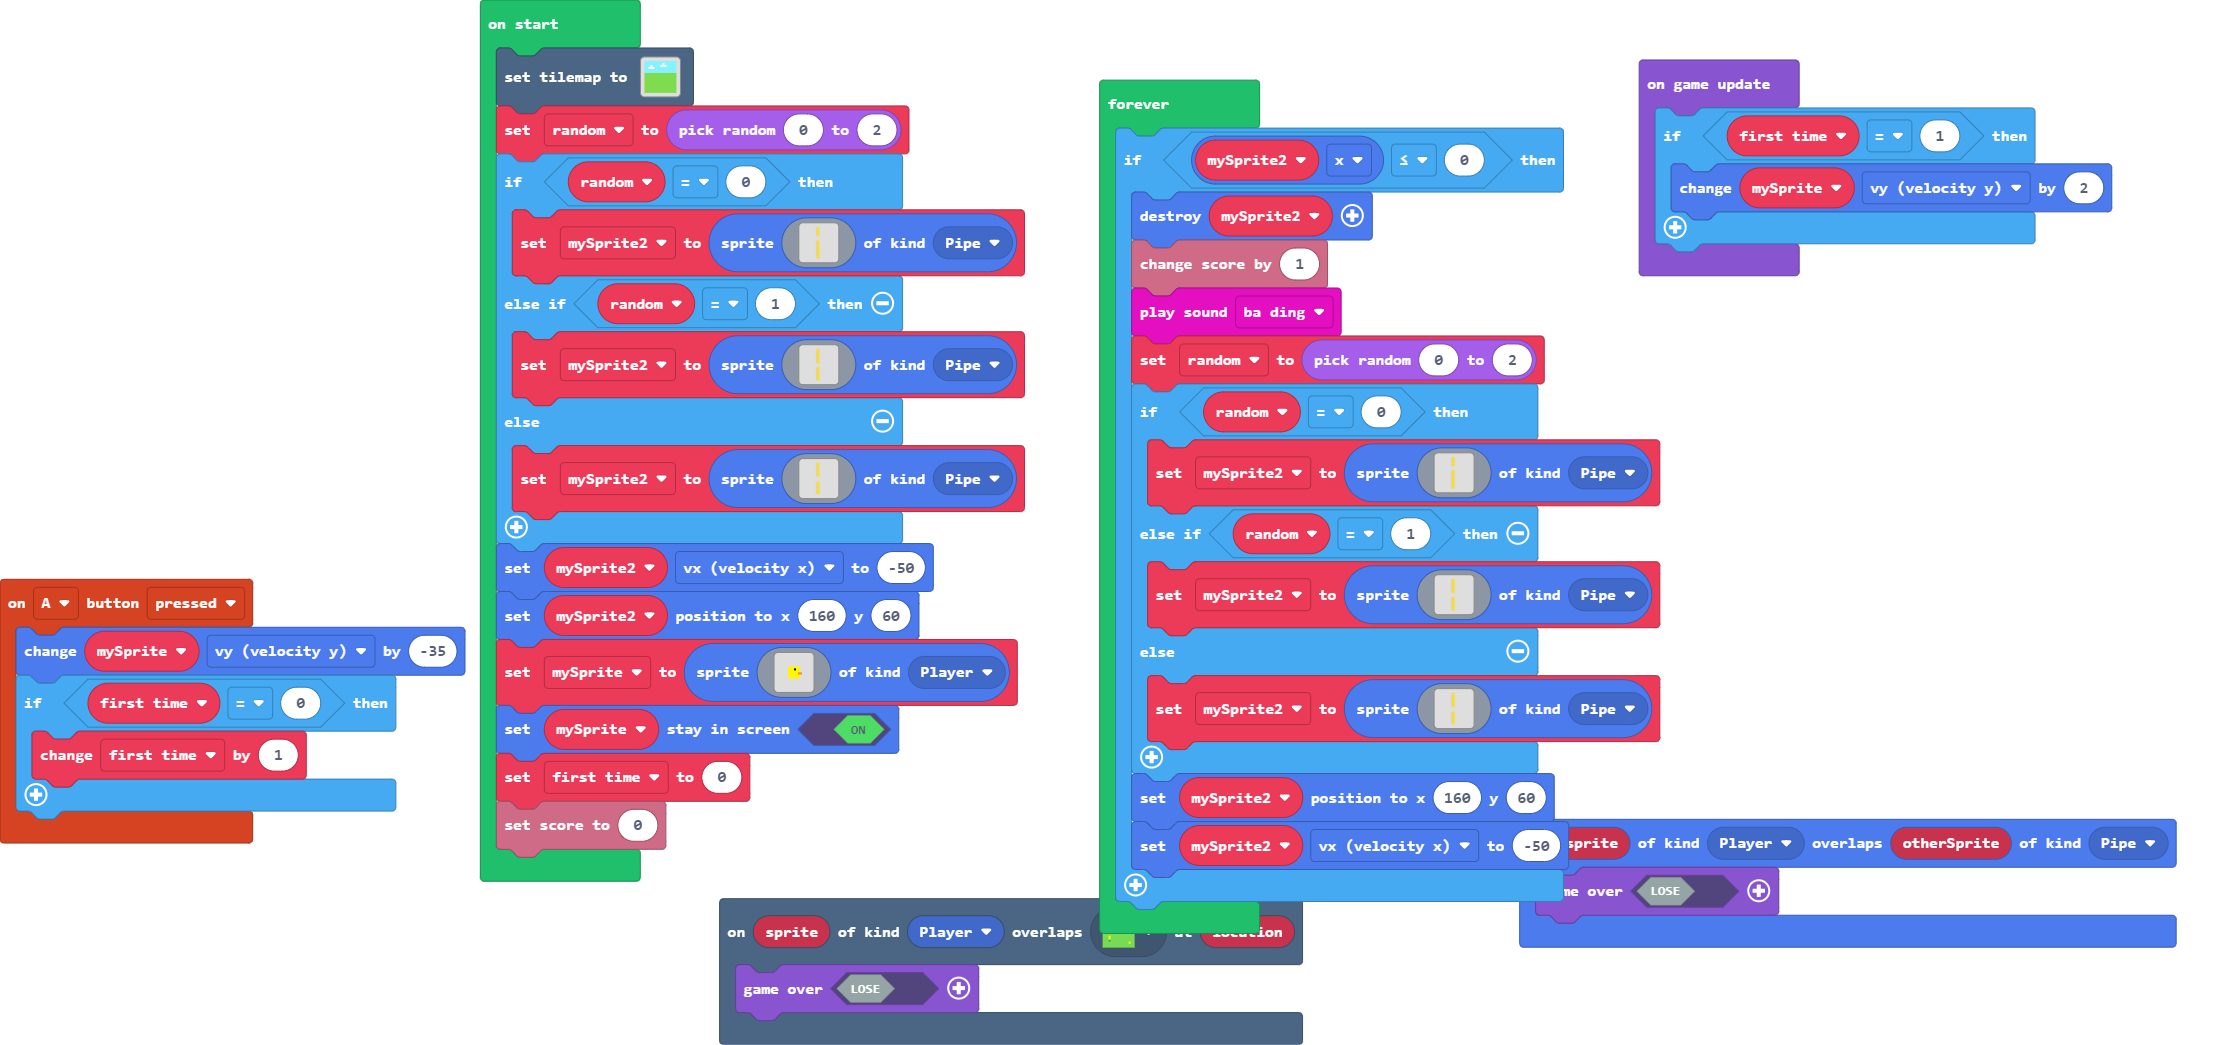 on start
set tilemap to
set random to pick random 0 to 2
if random = 0 then
set mySprite2 to sprite of kind Pipe
else if random = 1 then
set mySprite2 to sprite of kind Pipe
else
set mySprite2 to sprite of kind Pipe
set mySprite2 vx (velocity x) to -50
set mySprite2 position to x 160 y 60
set mySprite to sprite of kind Player
set mySprite stay in screen ON
set first time to 0
set score to 0
on A button pressed
change mySprite vy (velocity y) by -35
if first time = 0 then
change first time by 1
forever
if mySprite2 x ≤ 0 then
destroy mySprite2
change score by 1
play sound ba ding
set random to pick random 0 to 2
if random = 0 then
set mySprite2 to sprite of kind Pipe
else if random = 1 then
set mySprite2 to sprite of kind Pipe
else
set mySprite2 to sprite of kind Pipe
set mySprite2 position to x 160 y 60
set mySprite2 vx (velocity x) to -50
on game update
if first time = 1 then
change mySprite vy (velocity y) by 2
sprite of kind Player overlaps otherSprite of kind Pipe
me over LOSE
on sprite of kind Player overlaps at location
game over LOSE